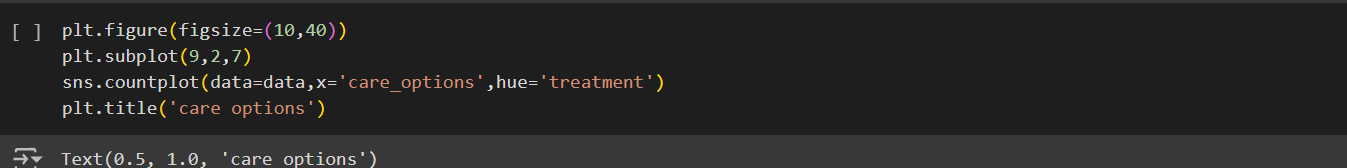 [ ] plt.figure(figsize=(10,40))
plt.subplot(9,2,7)
sns.countplot(data=data,x='care_options',hue='treatment')
plt.title('care options')
Text(0.5, 1.0, 'care options')